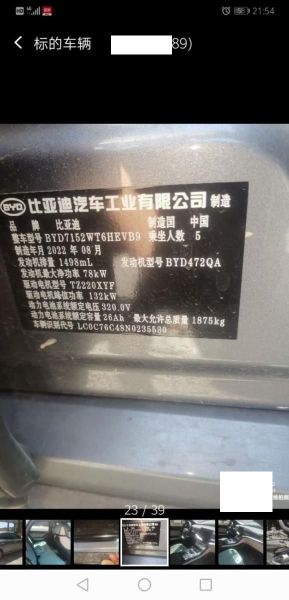 HD 4G 21:54
标的车辆 89)
BYD 比亚迪汽车工业有限公司 制造
品牌 比亚迪 制造国 中国
整车型号 BYD7152WT6HEVB9 乘坐人数 5
制造年月 2022 年 08 月
发动机排量 1498mL 发动机型号 BYD472QA
发动机最大净功率 78kW
驱动电机型号 TZ220XYF
驱动电机峰值功率 132kW
动力电池系统额定电压 320.0V
动力电池系统额定容量 26Ah 最大允许总质量 1875kg
车辆识别代号 LC0C76C48N0235530
23 / 39